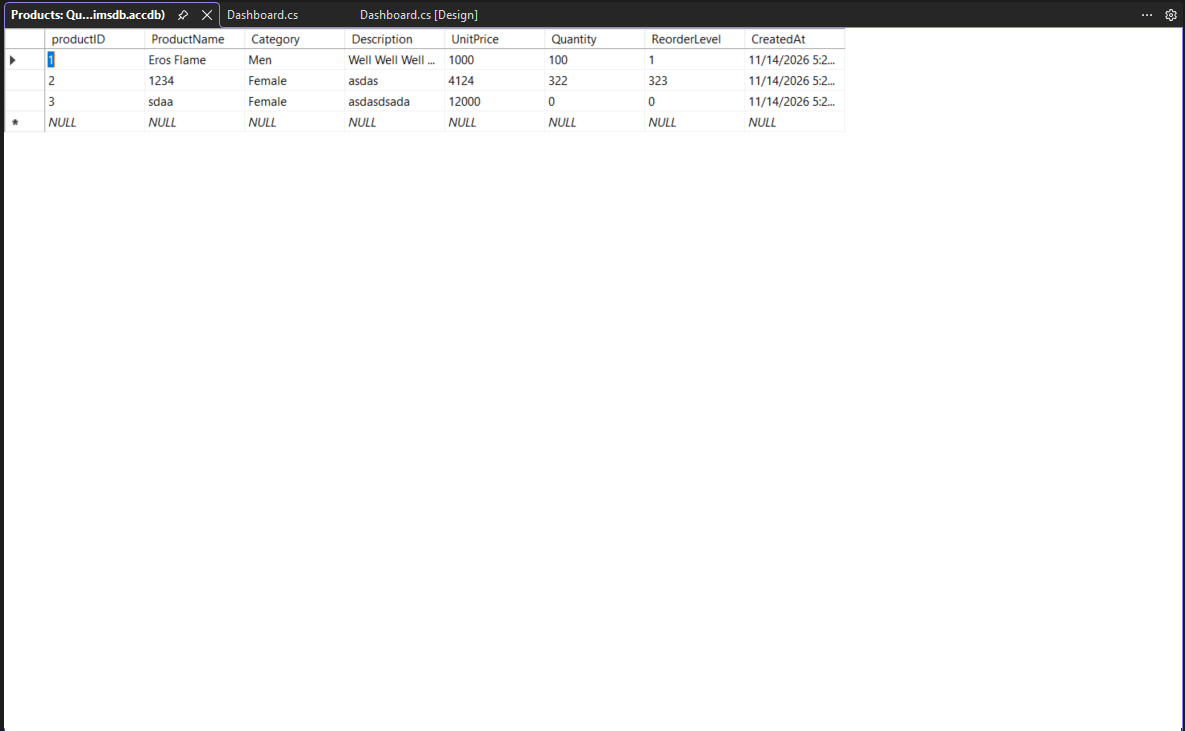 Products: Qu...imsdb.accdb) Dashboard.cs Dashboard.cs [Design]
productID ProductName Category Description UnitPrice Quantity ReorderLevel CreatedAt
1 Eros Flame Men Well Well Well ... 1000 100 1 11/14/2026 5:2...
2 1234 Female asdas 4124 322 323 11/14/2026 5:2...
3 sdaa Female asdasdsada 12000 0 0 11/14/2026 5:2...
NULL NULL NULL NULL NULL NULL NULL NULL